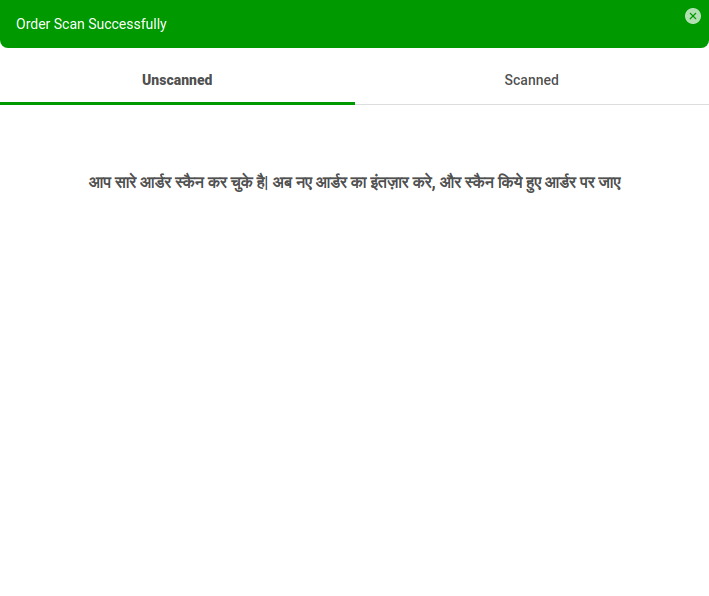 Order Scan Successfully
Unscanned
Scanned
आप सारे आर्डर स्कैन कर चुके है| अब नए आर्डर का इंतज़ार करे, और स्कैन किये हुए आर्डर पर जाए